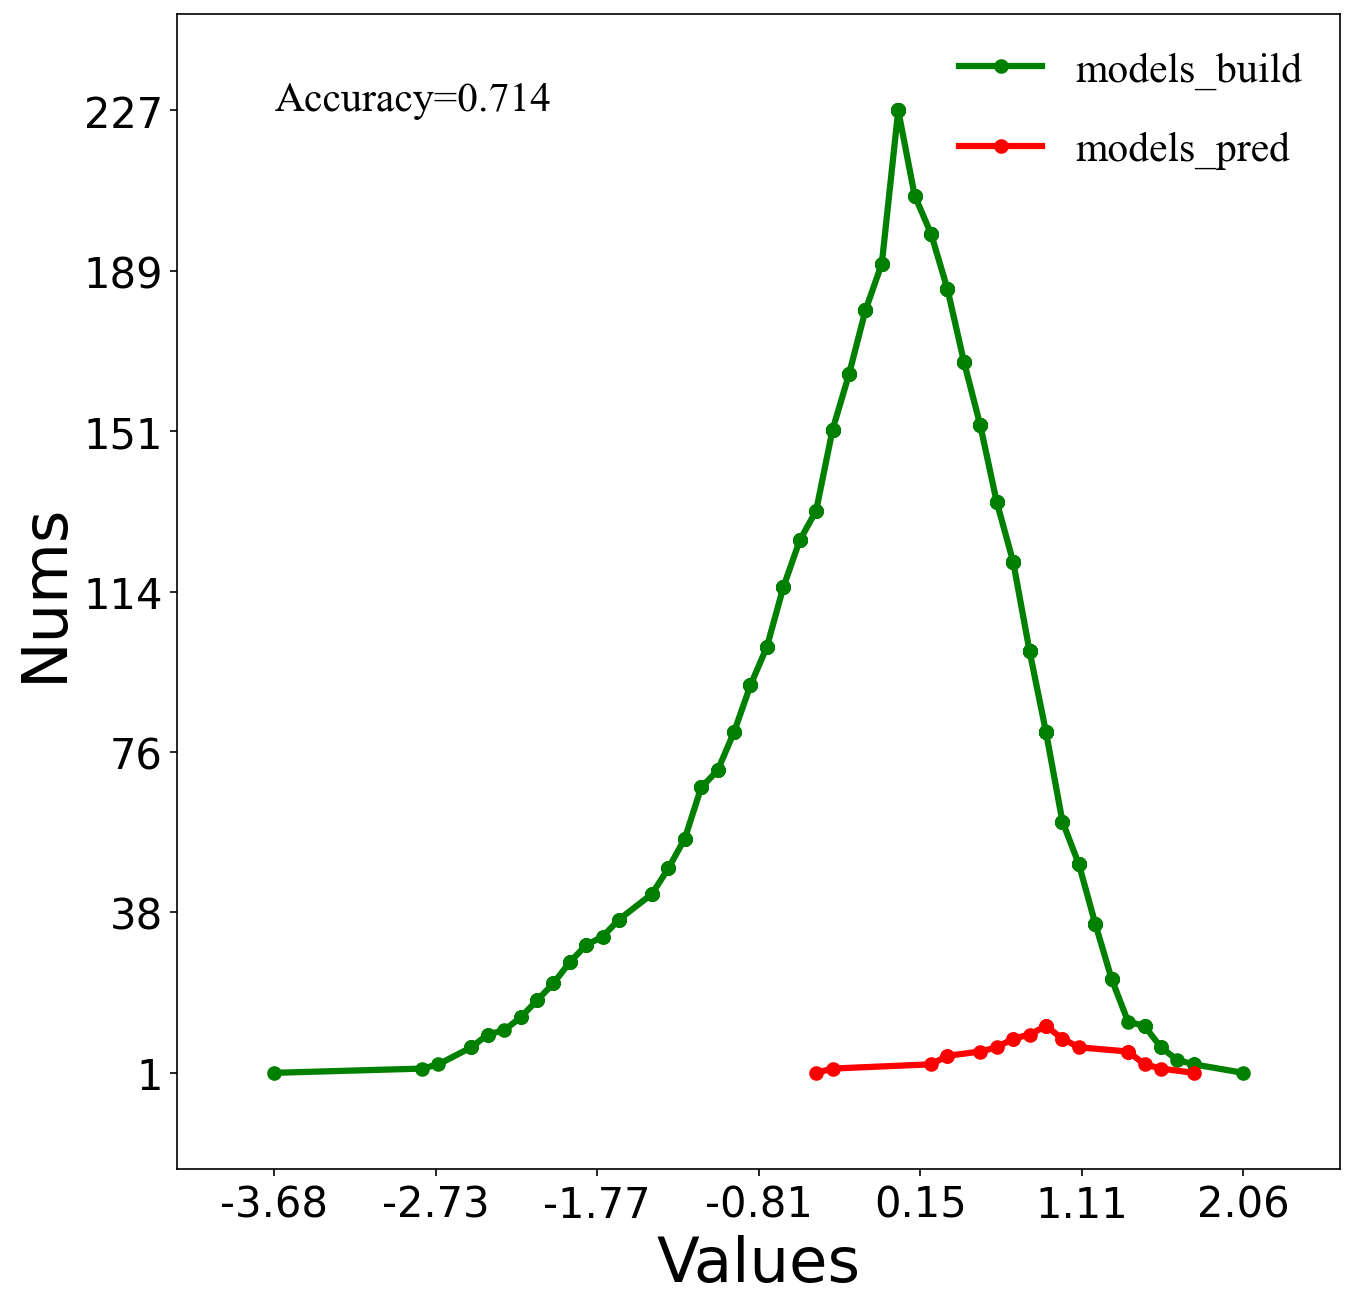 Accuracy=0.714
models_build
models_pred
Nums
227
189
151
114
76
38
1
-3.68 -2.73 -1.77 -0.81 0.15 1.11 2.06
Values